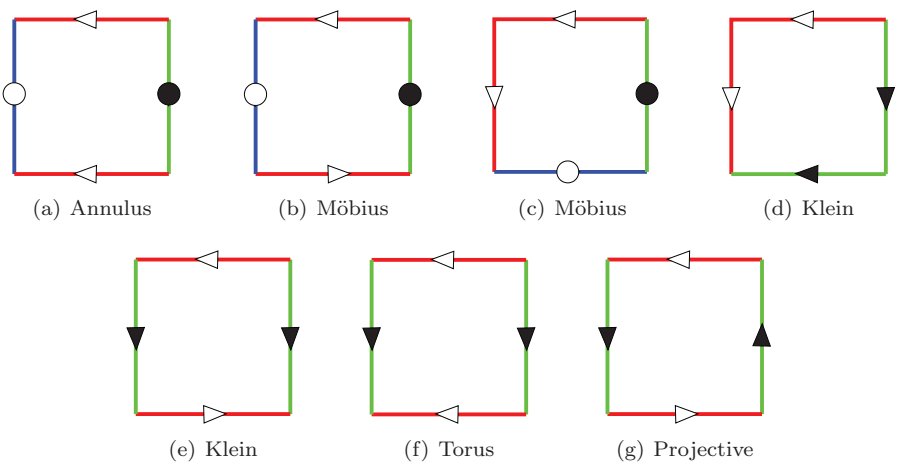 (a) Annulus
(b) Möbius
(c) Möbius
(d) Klein
(e) Klein
(f) Torus
(g) Projective